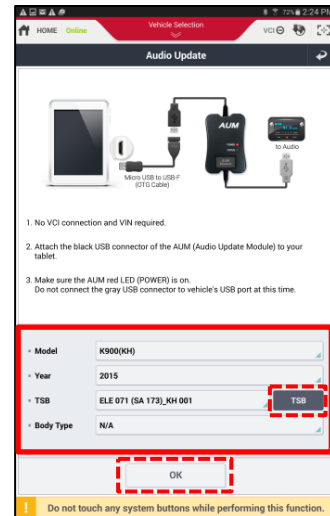 72% 2:24 PM
HOME Online
Vehicle Selection
VCI
Audio Update
AUM
POWER
STATUS
to Audio
Micro USB to USB-F
(OTG Cable)
1. No VCI connection and VIN required.
2. Attach the black USB connector of the AUM (Audio Update Module) to your
tablet.
3. Make sure the AUM red LED (POWER) is on.
Do not connect the gray USB connector to vehicle's USB port at this time.
• Model K900(KH)
• Year 2015
• TSB ELE 071 (SA 173)_KH 001 TSB
• Body Type N/A
OK
! Do not touch any system buttons while performing this function.